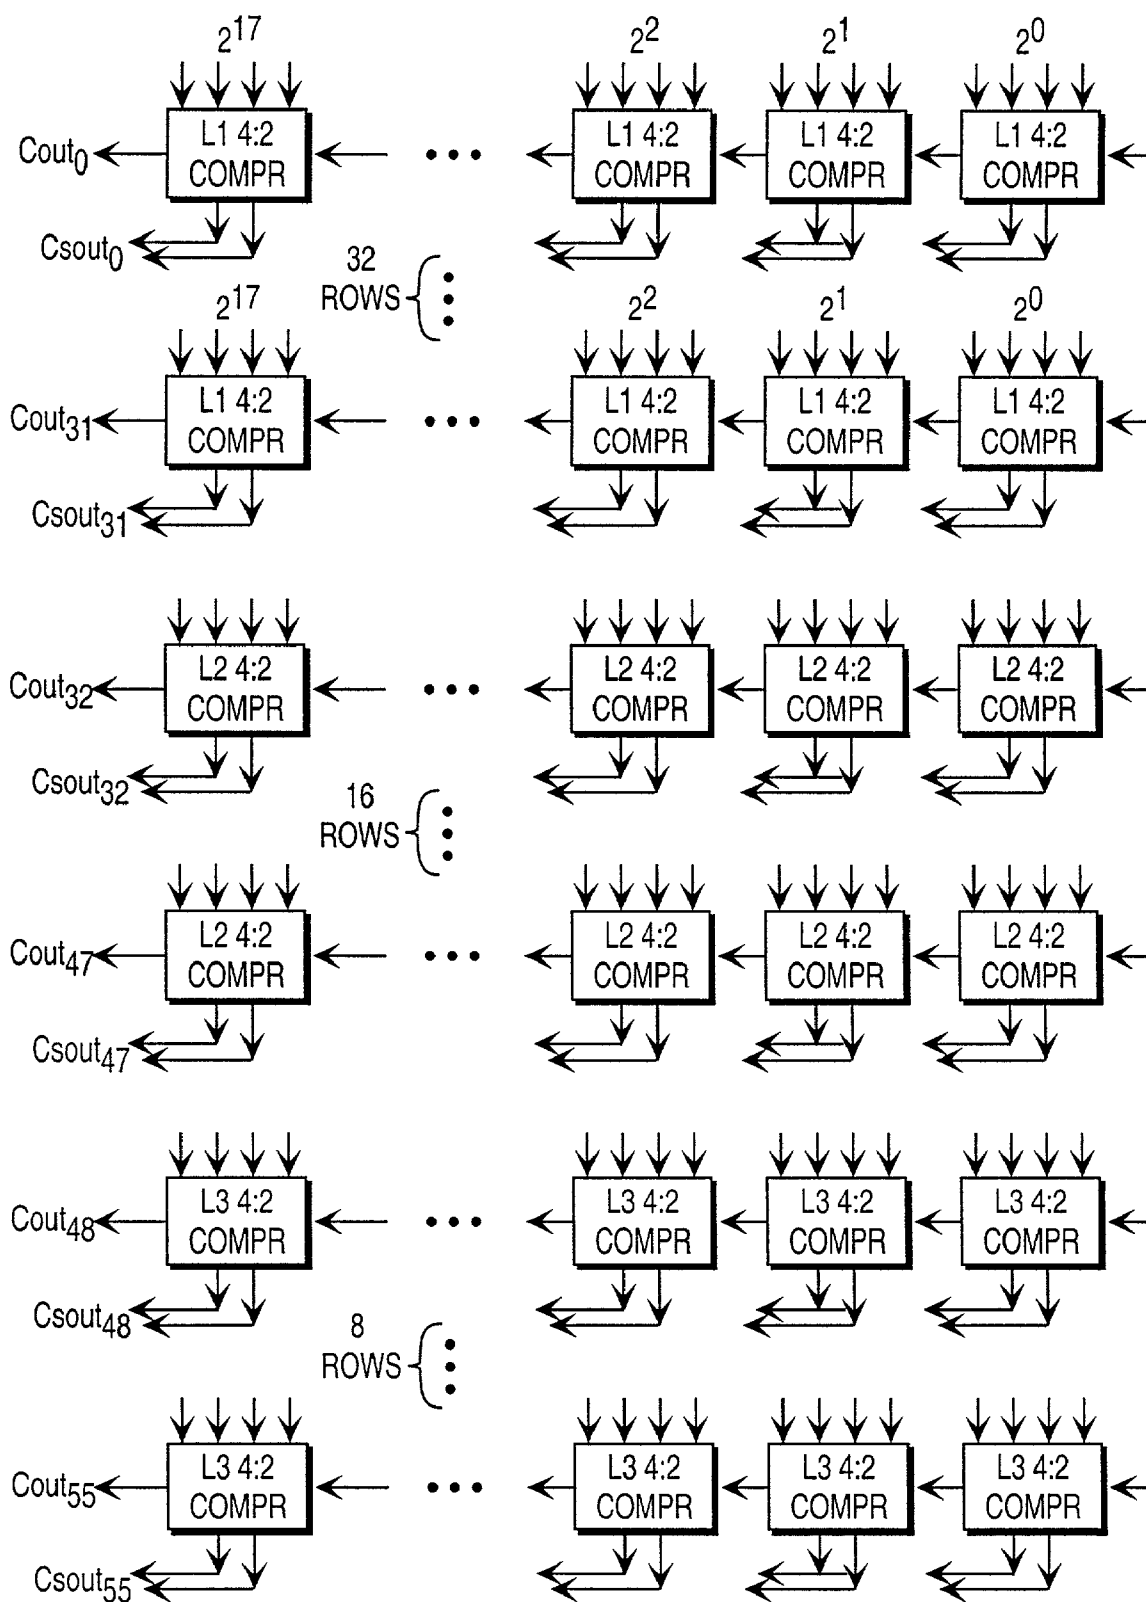 2^17 2^2 2^1 2^0
Cout0 L1 4:2 COMPR ••• L1 4:2 COMPR L1 4:2 COMPR L1 4:2 COMPR
Csout0
32 ROWS
2^17 2^2 2^1 2^0
Cout31 L1 4:2 COMPR ••• L1 4:2 COMPR L1 4:2 COMPR L1 4:2 COMPR
Csout31
Cout32 L2 4:2 COMPR ••• L2 4:2 COMPR L2 4:2 COMPR L2 4:2 COMPR
Csout32
16 ROWS
Cout47 L2 4:2 COMPR ••• L2 4:2 COMPR L2 4:2 COMPR L2 4:2 COMPR
Csout47
Cout48 L3 4:2 COMPR ••• L3 4:2 COMPR L3 4:2 COMPR L3 4:2 COMPR
Csout48
8 ROWS
Cout55 L3 4:2 COMPR ••• L3 4:2 COMPR L3 4:2 COMPR L3 4:2 COMPR
Csout55